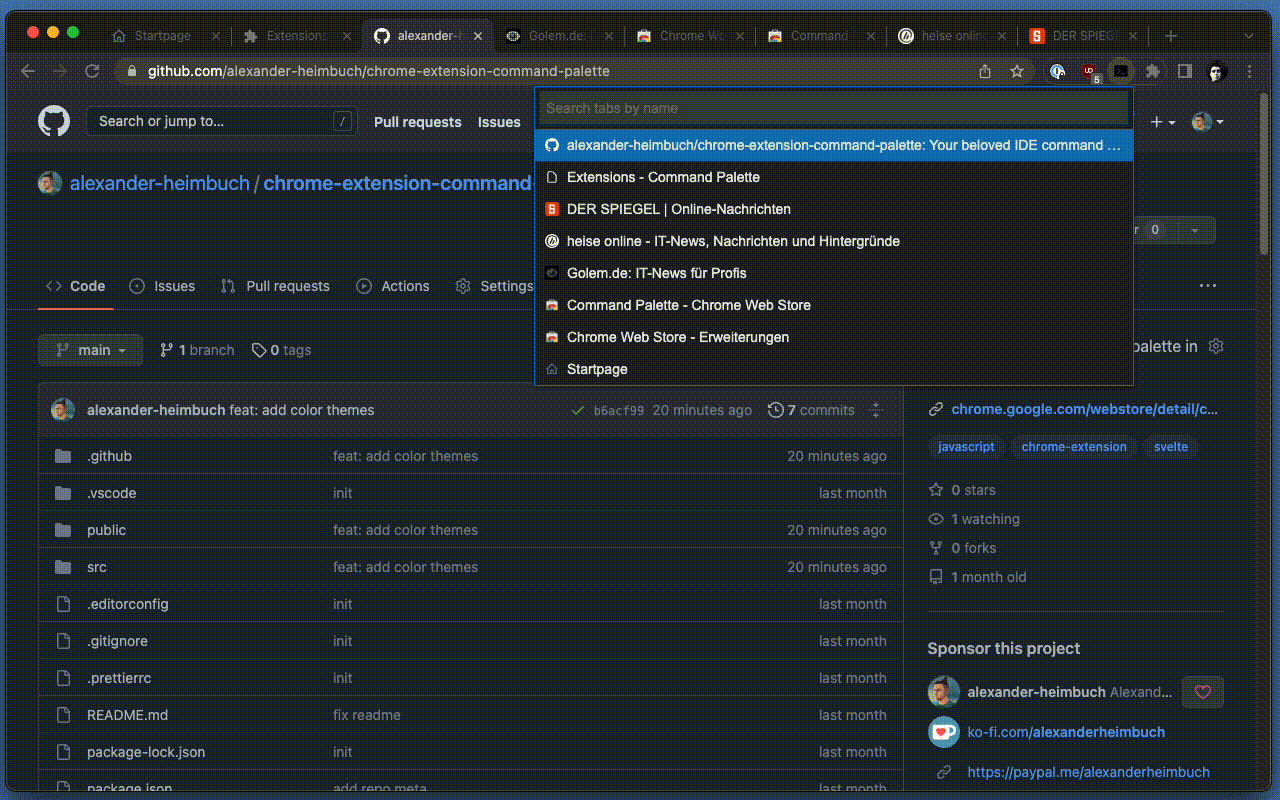 Startpage
Extensions
alexander-h
Golem.de: I
Chrome We
Command
heise online
DER SPIEGE
github.com/alexander-heimbuch/chrome-extension-command-palette
5
Search or jump to...
/
Pull requests
Issues
Search tabs by name
alexander-heimbuch/chrome-extension-command-palette: Your beloved IDE command ...
Extensions - Command Palette
DER SPIEGEL | Online-Nachrichten
heise online - IT-News, Nachrichten und Hintergründe
Golem.de: IT-News für Profis
Command Palette - Chrome Web Store
Chrome Web Store - Erweiterungen
Startpage
alexander-heimbuch / chrome-extension-command-
r 0
Code
Issues
Pull requests
Actions
Settings
main
1 branch
0 tags
palette in
alexander-heimbuch feat: add color themes
b6acf99 20 minutes ago
7 commits
.github feat: add color themes 20 minutes ago
.vscode init last month
public feat: add color themes 20 minutes ago
src feat: add color themes 20 minutes ago
.editorconfig init last month
.gitignore init last month
.prettierrc init last month
README.md fix readme last month
package-lock.json init last month
package.json add repo meta last month
chrome.google.com/webstore/detail/c...
javascript
chrome-extension
svelte
0 stars
1 watching
0 forks
1 month old
Sponsor this project
alexander-heimbuch Alexand...
ko-fi.com/alexanderheimbuch
https://paypal.me/alexanderheimbuch